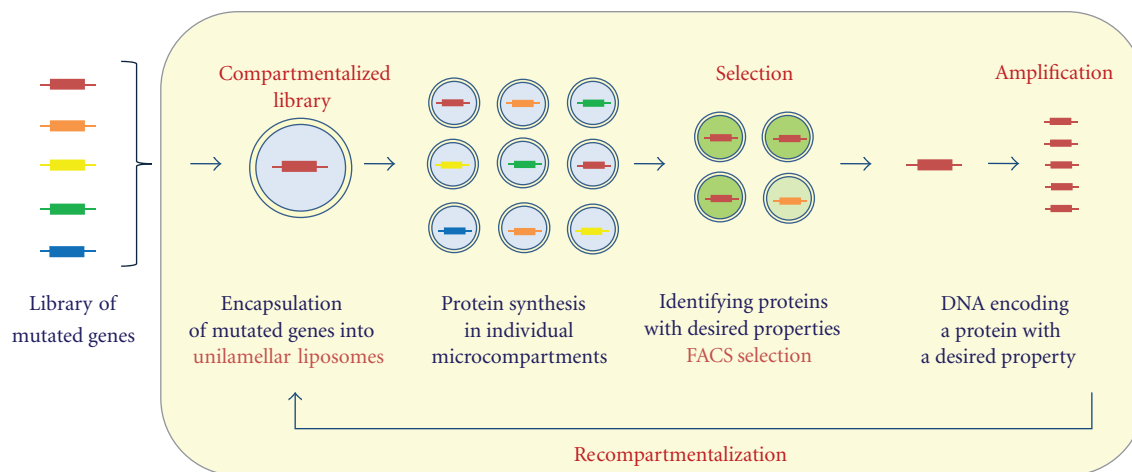 Library of
mutated genes
Compartmentalized
library
Encapsulation
of mutated genes into
unilamellar liposomes
Protein synthesis
in individual
microcompartments
Selection
Identifying proteins
with desired properties
FACS selection
Amplification
DNA encoding
a protein with
a desired property
Recompartmentalization